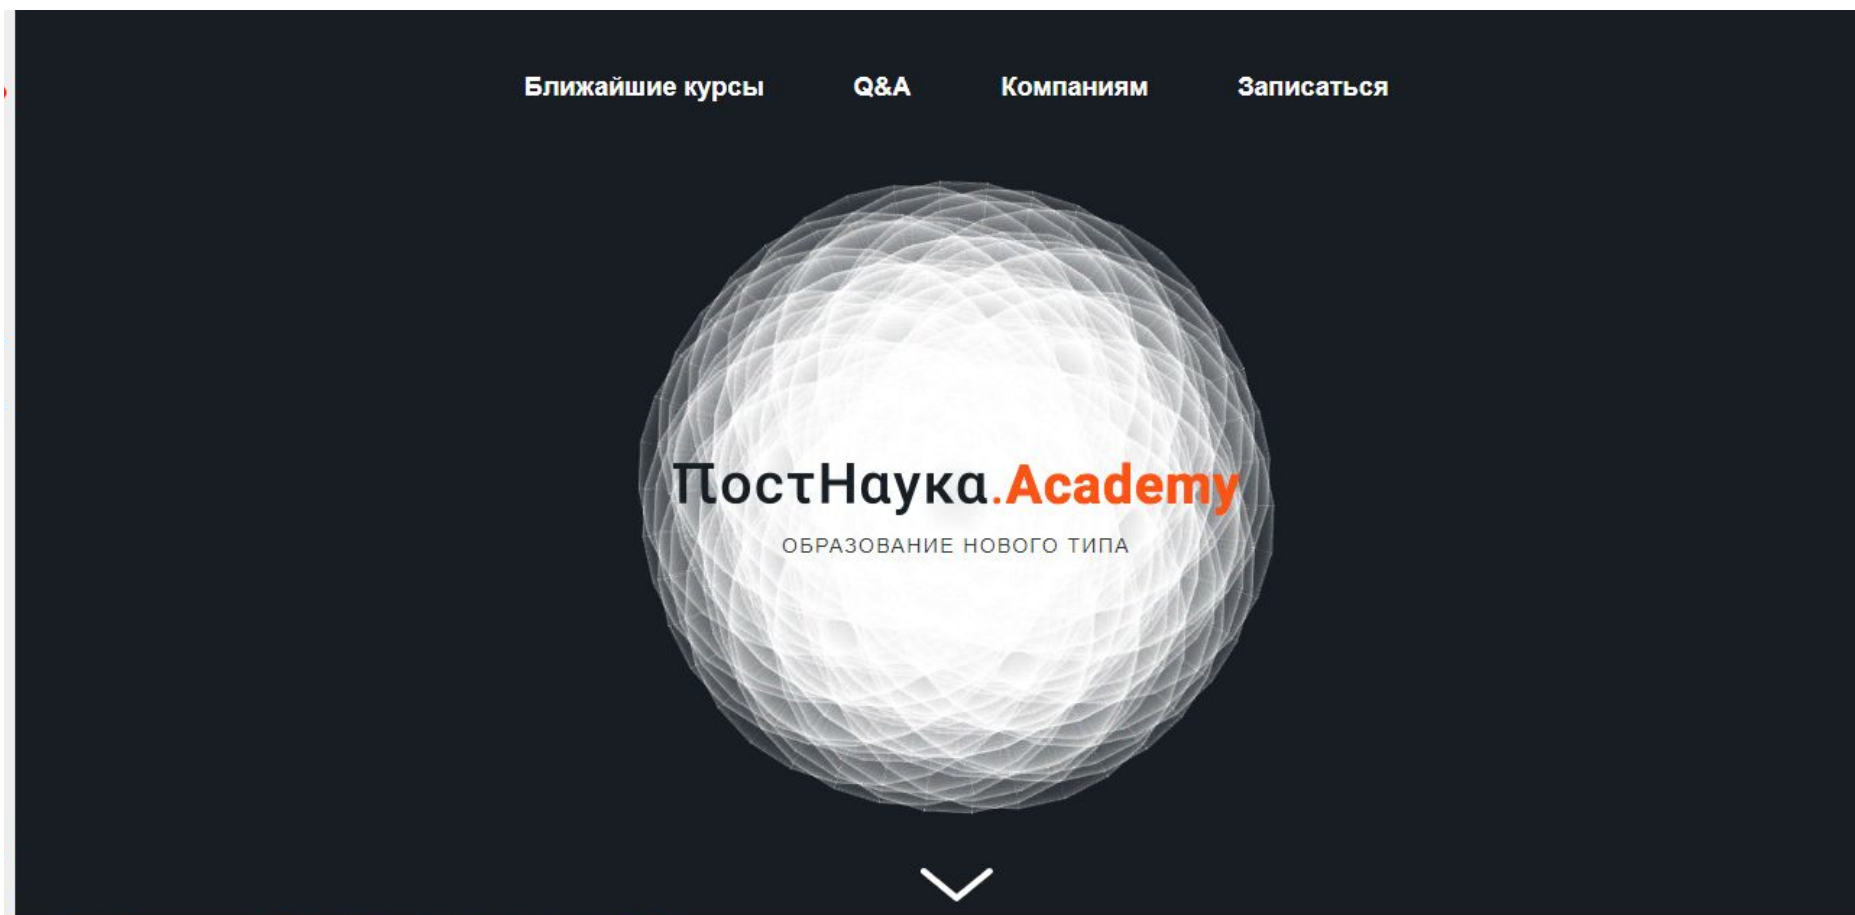 Ближайшие курсы Q&A Компаниям Записаться
ПостНаука.Academy
ОБРАЗОВАНИЕ НОВОГО ТИПА